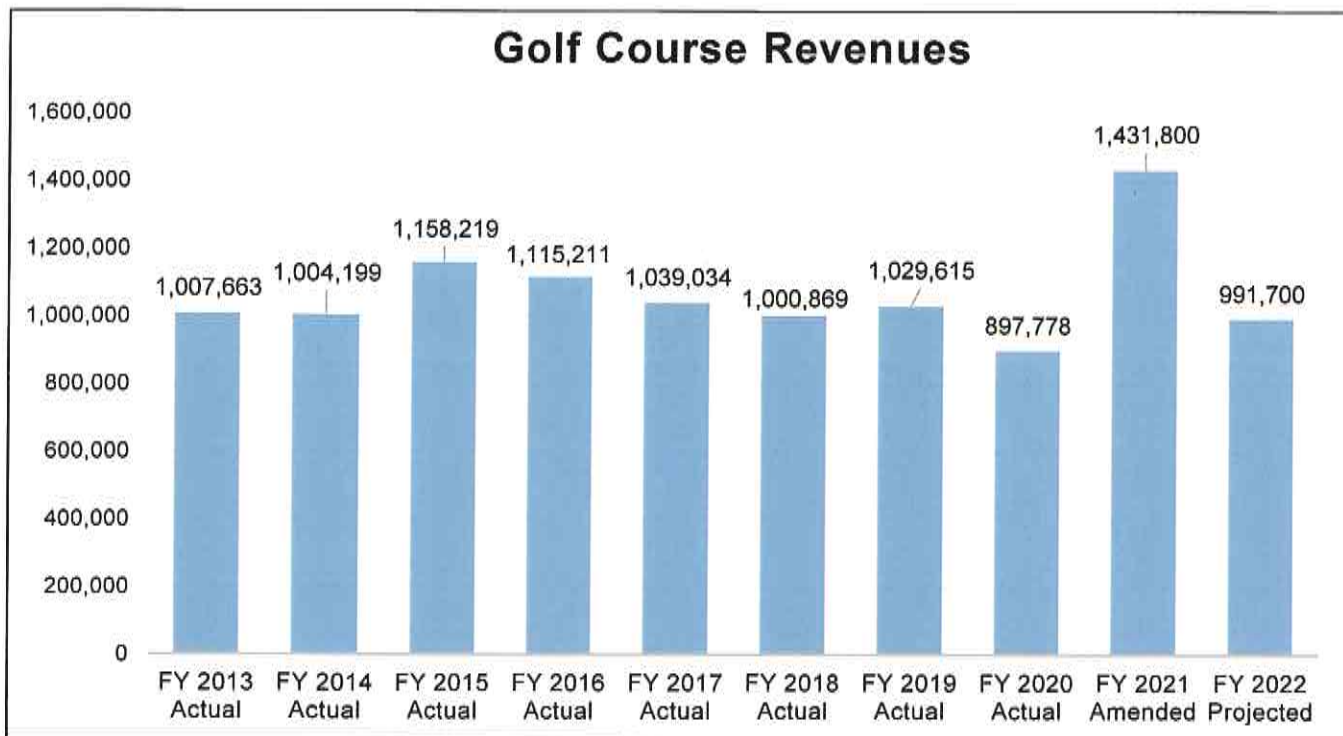 Golf Course Revenues
1,600,000
1,400,000
1,200,000
1,000,000
800,000
600,000
400,000
200,000
0
1,007,663
1,004,199
1,158,219
1,115,211
1,039,034
1,000,869
1,029,615
897,778
1,431,800
991,700
FY 2013
Actual
FY 2014
Actual
FY 2015
Actual
FY 2016
Actual
FY 2017
Actual
FY 2018
Actual
FY 2019
Actual
FY 2020
Actual
FY 2021
Amended
FY 2022
Projected